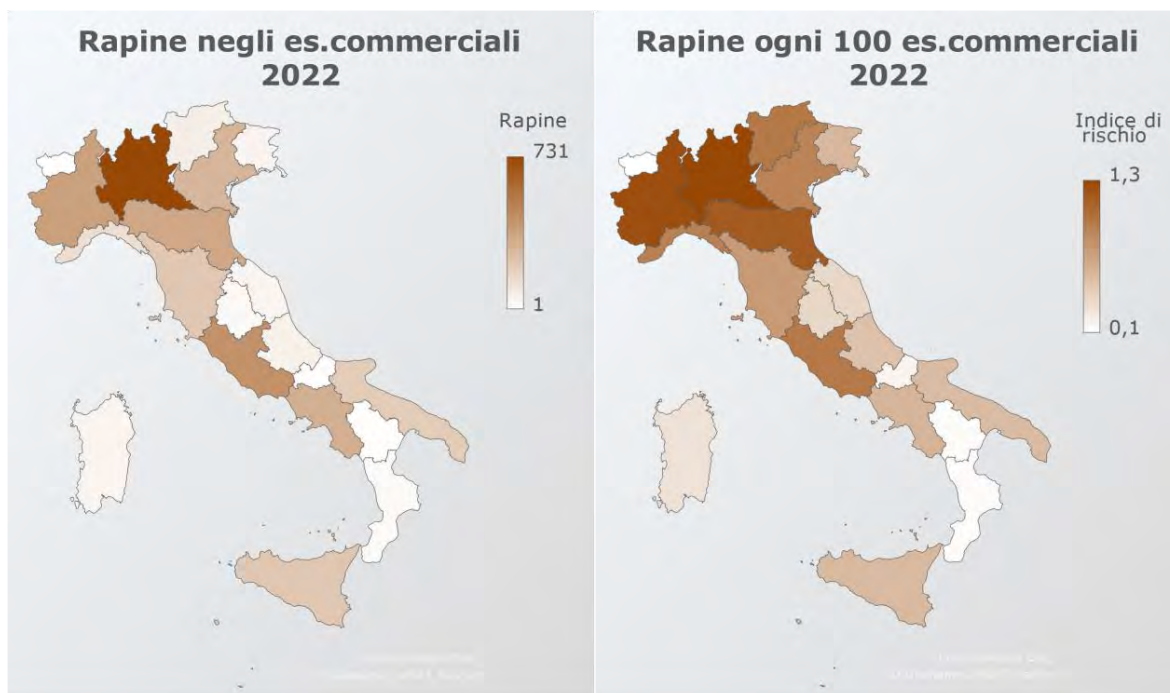 Rapine negli es.commerciali
2022
Rapine
731
1
Rapine ogni 100 es.commerciali
2022
Indice di
rischio
1,3
0,1